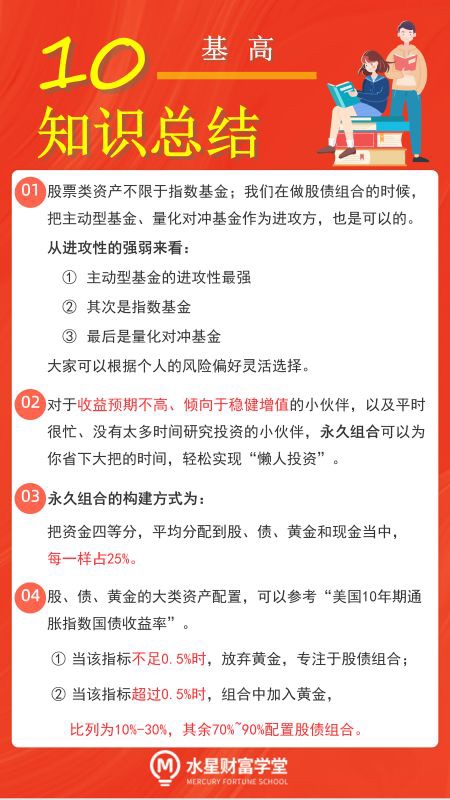 10
基 高
知识总结
01 股票类资产不限于指数基金；我们在做股债组合的时候，
把主动型基金、量化对冲基金作为进攻方，也是可以的。
从进攻性的强弱来看：
① 主动型基金的进攻性最强
② 其次是指数基金
③ 最后是量化对冲基金
大家可以根据个人的风险偏好灵活选择。
02 对于收益预期不高、倾向于稳健增值的小伙伴，以及平时
很忙、没有太多时间研究投资的小伙伴，永久组合可以为
你省下大把的时间，轻松实现“懒人投资”。
03 永久组合的构建方式为：
把资金四等分，平均分配到股、债、黄金和现金当中，
每一样占25%。
04 股、债、黄金的大类资产配置，可以参考“美国10年期通
胀指数国债收益率”。
① 当该指标不足0.5%时，放弃黄金，专注于股债组合；
② 当该指标超过0.5%时，组合中加入黄金，
比列为10%-30%，其余70%~90%配置股债组合。
水星财富学堂
MERCURY FORTUNE SCHOOL